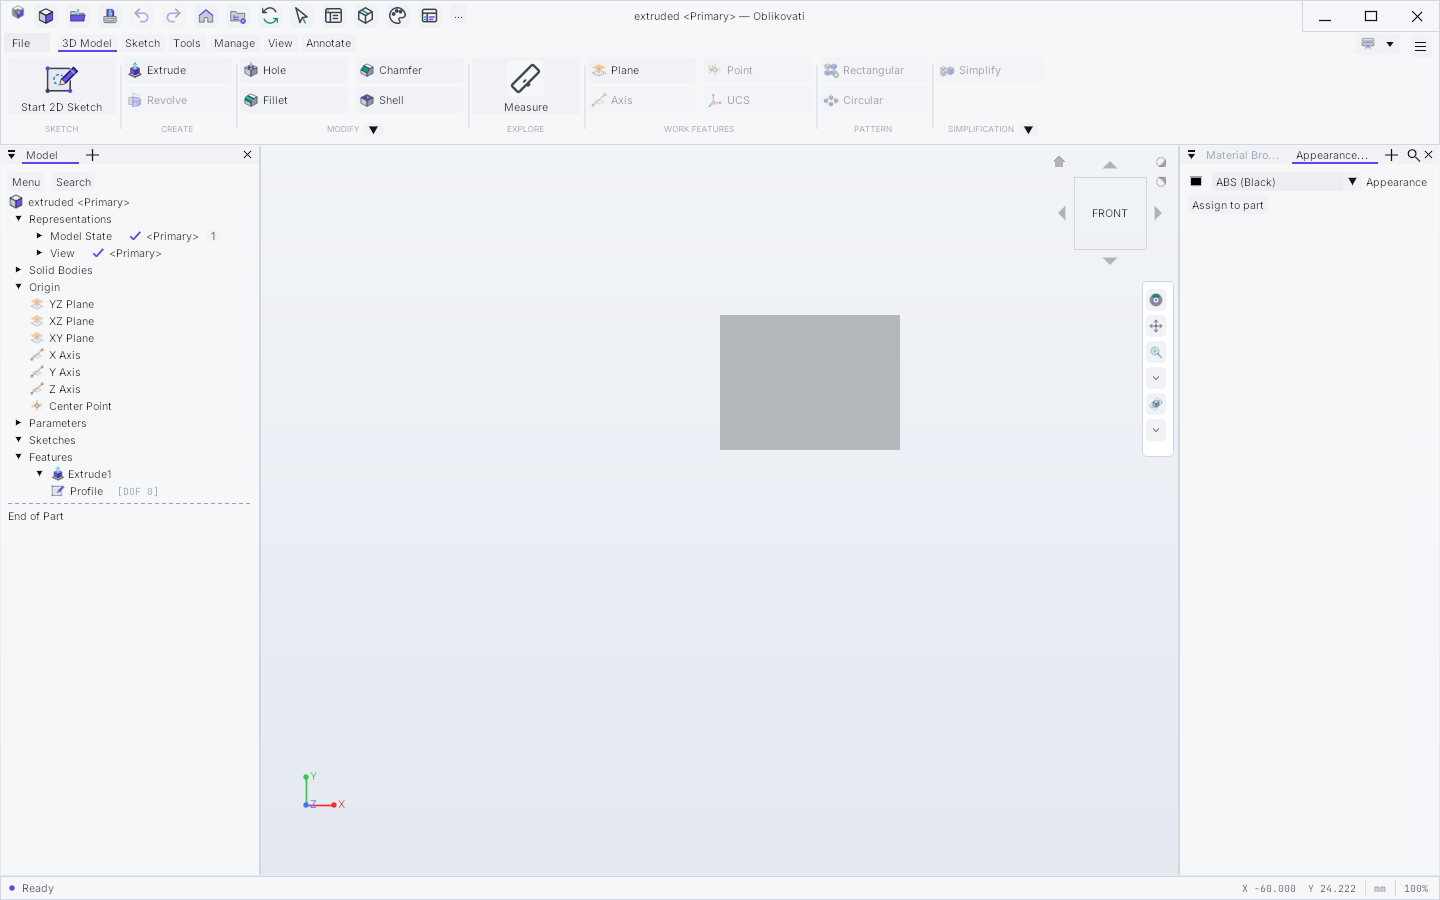 extruded <Primary> — Oblikovati
File 3D Model Sketch Tools Manage View Annotate
Start 2D Sketch
SKETCH
Extrude
Revolve
CREATE
Hole
Fillet
Chamfer
Shell
MODIFY
Measure
EXPLORE
Plane
Axis
Point
UCS
WORK FEATURES
Rectangular
Circular
PATTERN
Simplify
SIMPLIFICATION
Model
Menu Search
extruded <Primary>
Representations
Model State <Primary> 1
View <Primary>
Solid Bodies
Origin
YZ Plane
XZ Plane
XY Plane
X Axis
Y Axis
Z Axis
Center Point
Parameters
Sketches
Features
Extrude1
Profile [DOF 0]
End of Part
FRONT
Y
Z X
Material Bro... Appearance...
ABS (Black) Appearance
Assign to part
Ready
X -60.000 Y 24.222 mm 100%